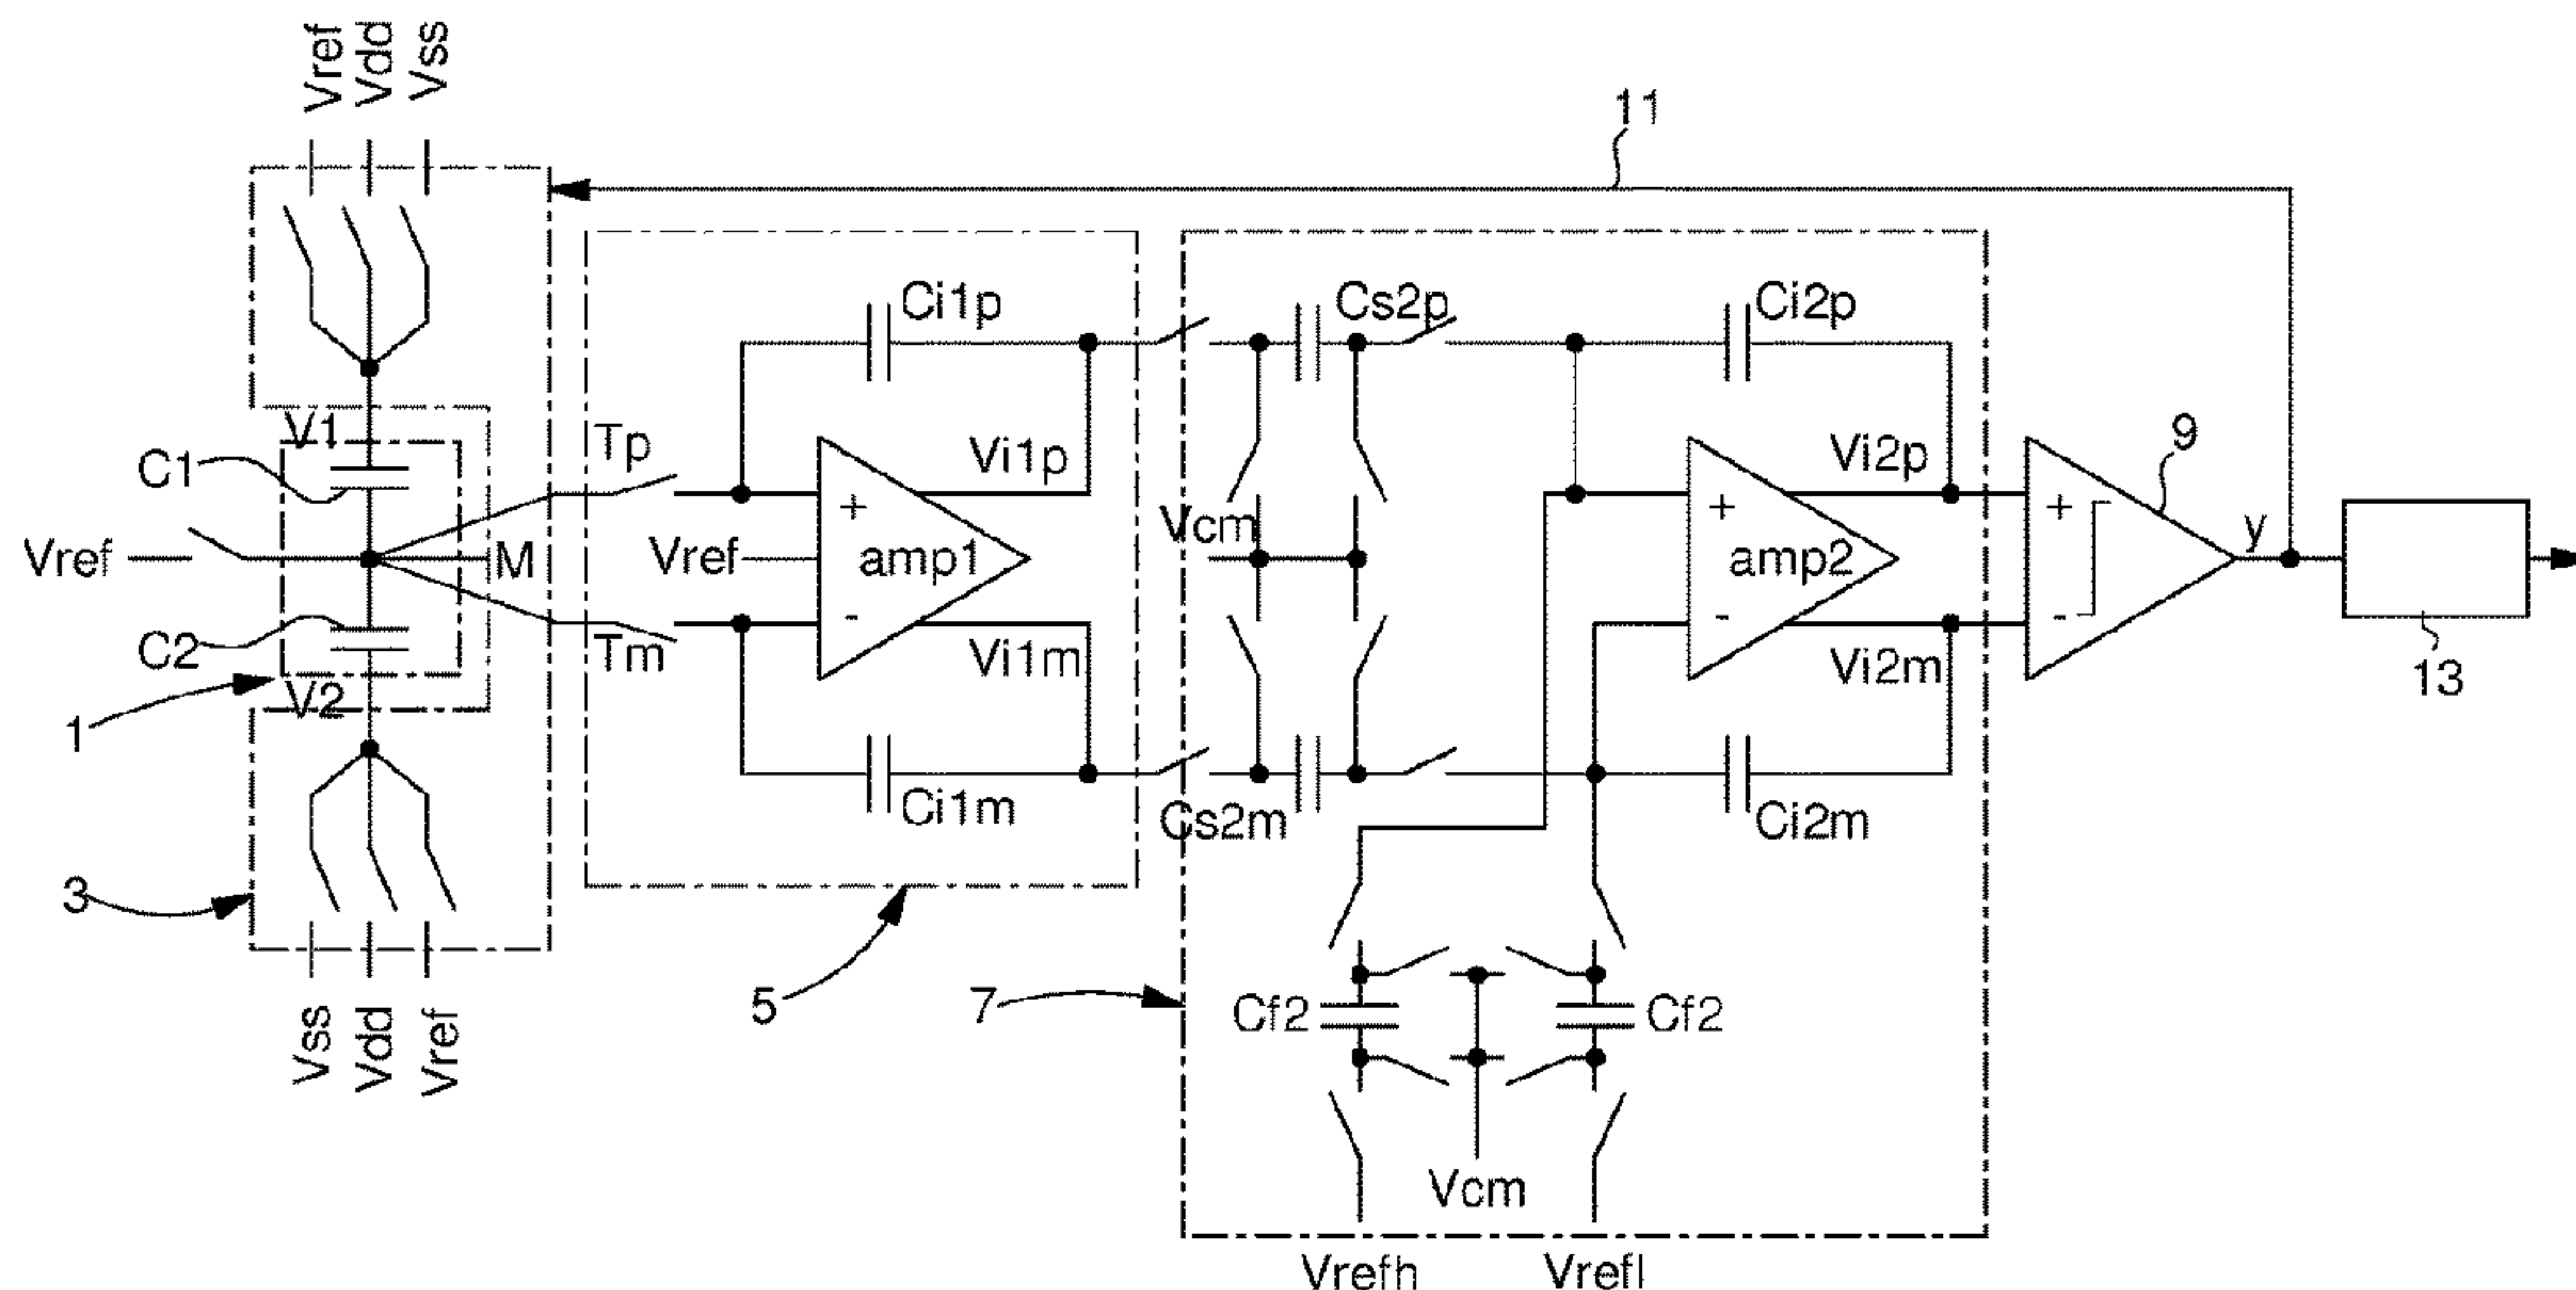 Vref
Vdd
Vss
11
Ci1p
Cs2p
Ci2p
V1
C1
Tp
Vi1p
Vi2p
9
+
+
+
Vcm
y
Vref
M
Vref
amp1
amp2
-
-
-
C2
Tm
Vi1m
Vi2m
13
V2
1
Ci1m
Cs2m
Ci2m
3
5
7
Cf2
Cf2
Vss
Vdd
Vref
Vcm
Vrefh
Vrefl